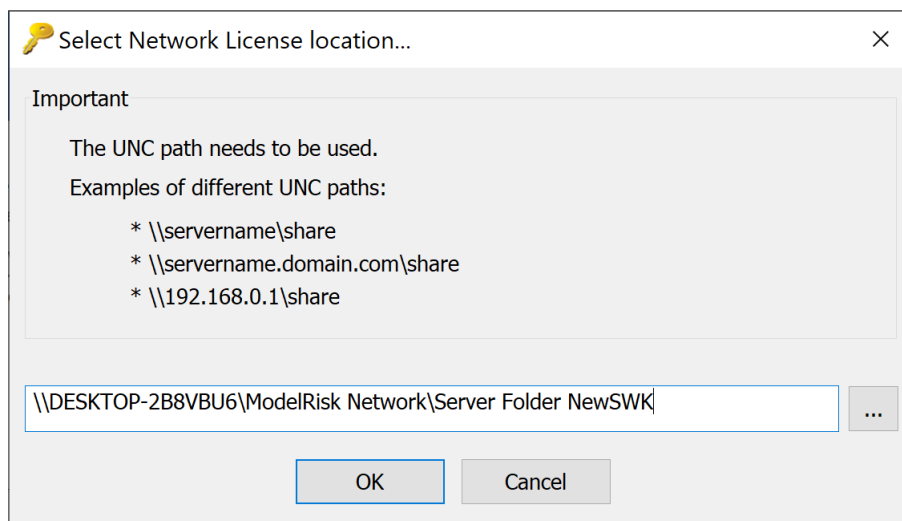 Select Network License location...
Important
The UNC path needs to be used.
Examples of different UNC paths:
* \\servername\share
* \\servername.domain.com\share
* \\192.168.0.1\share
\\DESKTOP-2B8VBU6\ModelRisk Network\Server Folder NewSWK
...
OK Cancel